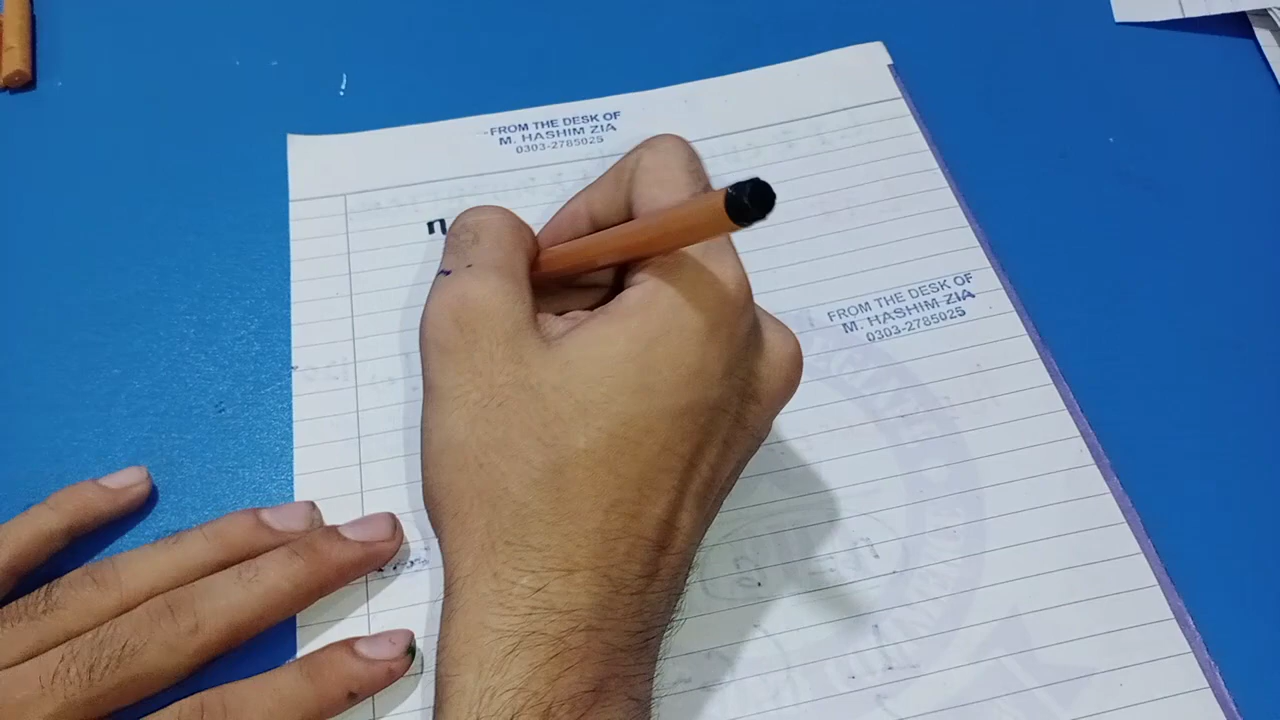 FROM THE DESK OF
M. HASHIM ZIA
0303-2785025
n
FROM THE DESK OF
M. HASHIM ZIA
0303-2785025